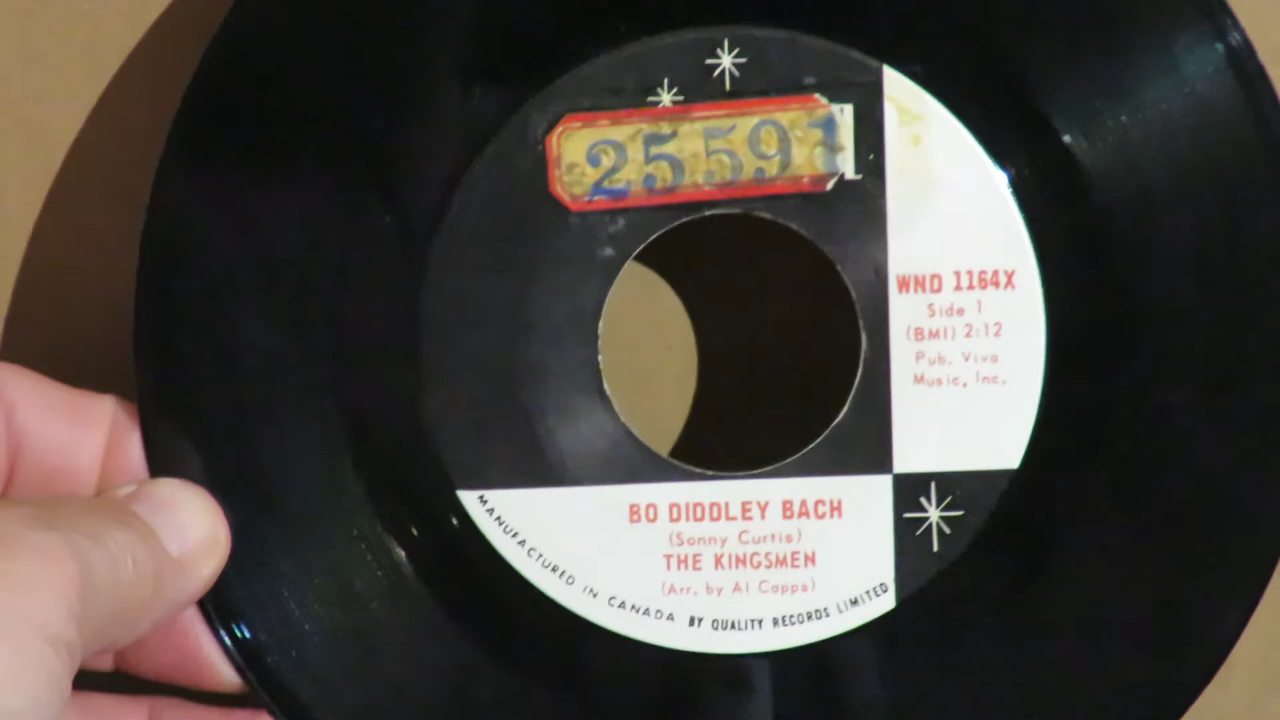 25591
WND 1164X
Side 1
(BMI) 2:12
Pub. Viva
Music, Inc.
BO DIDDLEY BACH
(Sonny Curtis)
THE KINGSMEN
(Arr. by Al Capps)
MANUFACTURED IN CANADA BY QUALITY RECORDS LIMITED